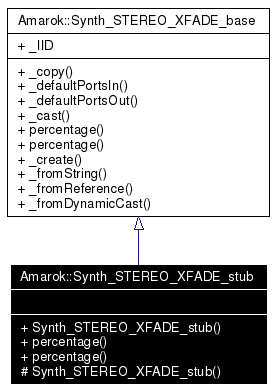 Amarok::Synth_STEREO_XFADE_base
+ _IID
+ _copy()
+ _defaultPortsIn()
+ _defaultPortsOut()
+ _cast()
+ percentage()
+ percentage()
+ _create()
+ _fromString()
+ _fromReference()
+ _fromDynamicCast()
Amarok::Synth_STEREO_XFADE_stub
+ Synth_STEREO_XFADE_stub()
+ percentage()
+ percentage()
# Synth_STEREO_XFADE_stub()